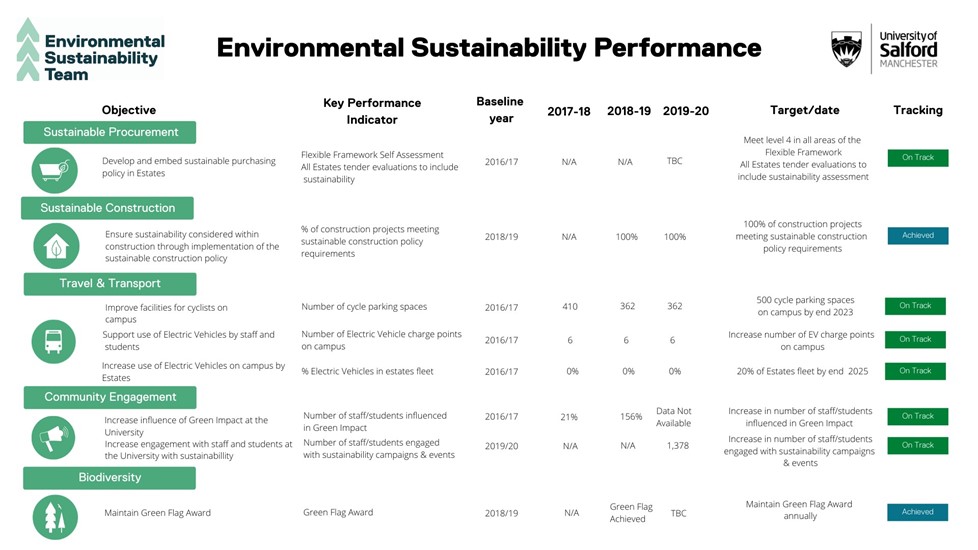 Environmental
Sustainability
Team
Environmental Sustainability Performance
University of
Salford
MANCHESTER
Objective
Key Performance
Indicator
Baseline
year
2017-18
2018-19
2019-20
Target/date
Tracking
Sustainable Procurement
Develop and embed sustainable purchasing
policy in Estates
Flexible Framework Self Assessment
All Estates tender evaluations to include
sustainability
2016/17
N/A
N/A
TBC
Meet level 4 in all areas of the
Flexible Framework
All Estates tender evaluations to
include sustainability assessment
On Track
Sustainable Construction
Ensure sustainability considered within
construction through implementation of the
sustainable construction policy
% of construction projects meeting
sustainable construction policy
requirements
2018/19
N/A
100%
100%
100% of construction projects
meeting sustainable construction
policy requirements
Achieved
Travel & Transport
Improve facilities for cyclists on
campus
Number of cycle parking spaces
2016/17
410
362
362
500 cycle parking spaces
on campus by end 2023
On Track
Support use of Electric Vehicles by staff and
students
Number of Electric Vehicle charge points
on campus
2016/17
6
6
6
Increase number of EV charge points
on campus
On Track
Increase use of Electric Vehicles on campus by
Estates
% Electric Vehicles in estates fleet
2016/17
0%
0%
0%
20% of Estates fleet by end 2025
On Track
Community Engagement
Increase influence of Green Impact at the
University
Number of staff/students influenced
in Green Impact
2016/17
21%
156%
Data Not
Available
Increase in number of staff/students
influenced in Green Impact
On Track
Increase engagement with staff and students at
the University with sustainabillity
Number of staff/students engaged
with sustainability campaigns & events
2019/20
N/A
N/A
1,378
Increase in number of staff/students
engaged with sustainability campaigns
& events
On Track
Biodiversity
Maintain Green Flag Award
Green Flag Award
2018/19
N/A
Green Flag
Achieved
TBC
Maintain Green Flag Award
annually
Achieved